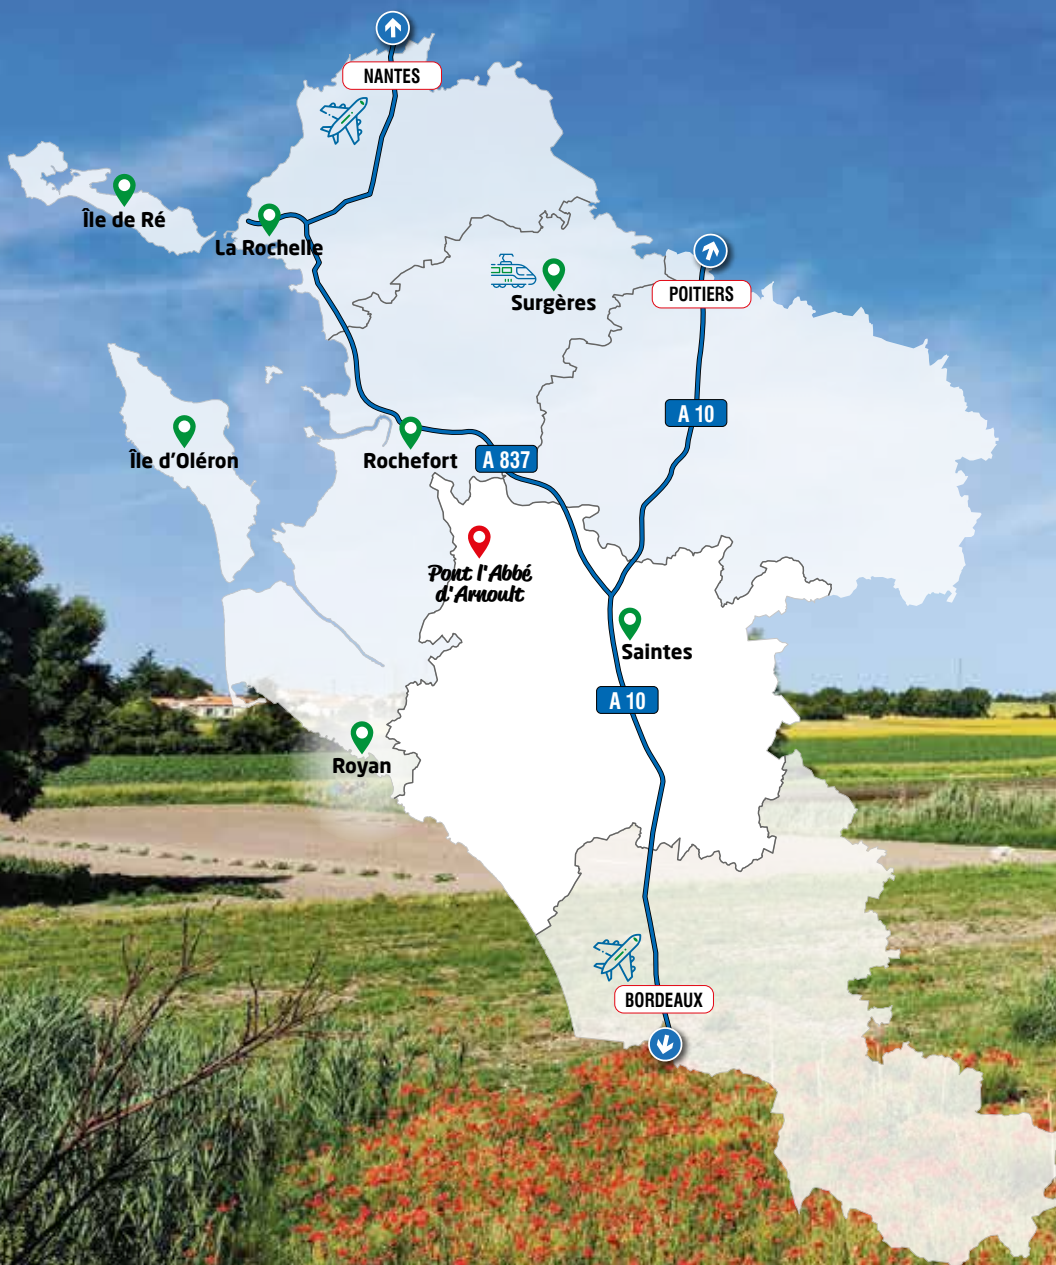 NANTES
Île de Ré
La Rochelle
Surgères
POITIERS
A 10
Île d'Oléron
Rochefort
A 837
Pont l'Abbé
d'Arnoult
Saintes
A 10
Royan
BORDEAUX